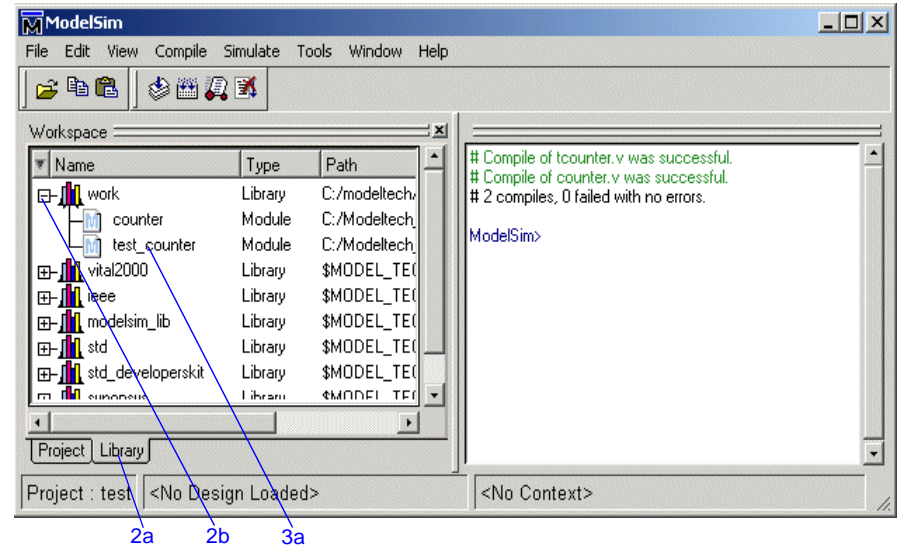 ModelSim
File Edit View Compile Simulate Tools Window Help
Workspace
Name Type Path
work Library C:/modeltech/
counter Module C:/Modeltech_
test_counter Module C:/Modeltech_
vital2000 Library $MODEL_TE
ieee Library $MODEL_TE
modelsim_lib Library $MODEL_TE
std Library $MODEL_TE
std_developerskit Library $MODEL_TE
synopsys Library $MODEL_TE
Project Library
# Compile of tcounter.v was successful.
# Compile of counter.v was successful.
# 2 compiles, 0 failed with no errors.
ModelSim>
Project : test <No Design Loaded> <No Context>
2a 2b 3a